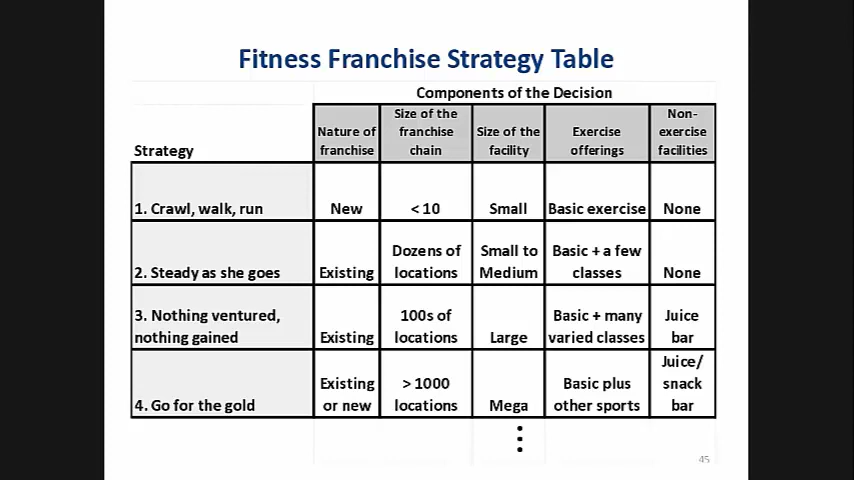 Fitness Franchise Strategy Table
Components of the Decision
Strategy
Nature of
franchise
Size of the
franchise
chain
Size of the
facility
Exercise
offerings
Non-
exercise
facilities
1. Crawl, walk, run
New
< 10
Small
Basic exercise
None
2. Steady as she goes
Existing
Dozens of
locations
Small to
Medium
Basic + a few
classes
None
3. Nothing ventured,
nothing gained
Existing
100s of
locations
Large
Basic + many
varied classes
Juice
bar
4. Go for the gold
Existing
or new
> 1000
locations
Mega
Basic plus
other sports
Juice/
snack
bar
45